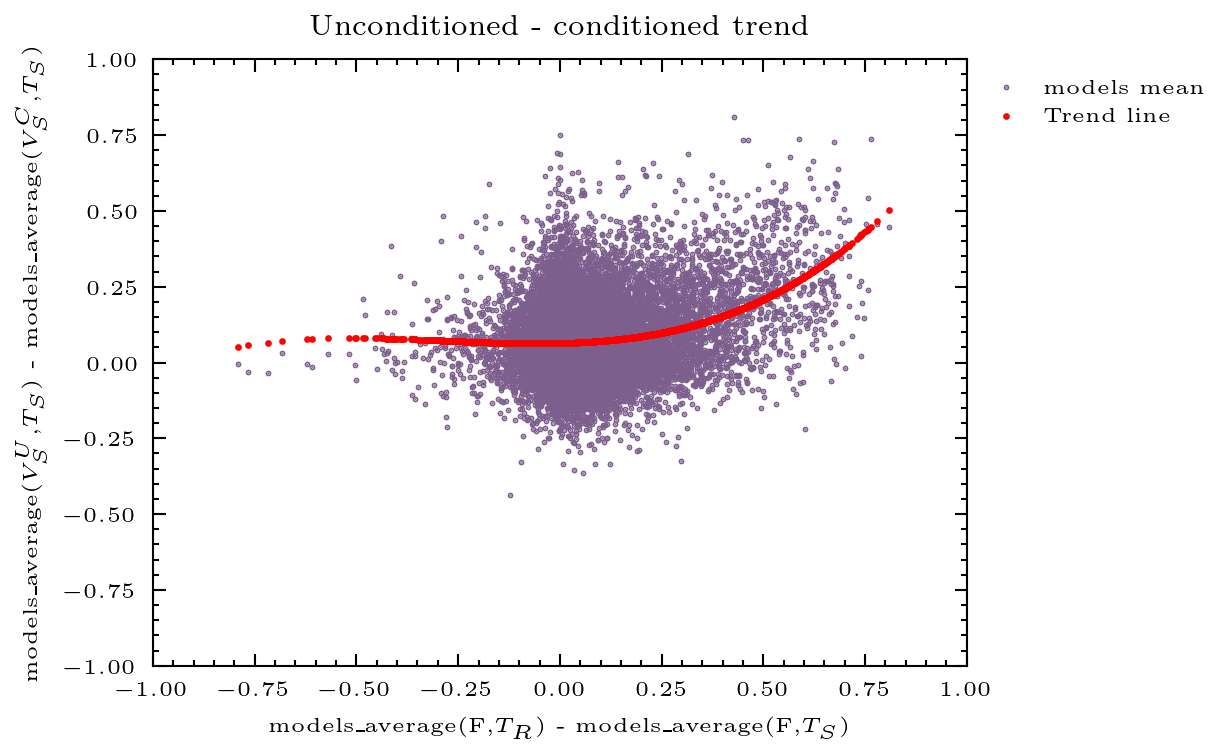 Unconditioned - conditioned trend
models_average(V_S^U,T_S) - models_average(V_S^C,T_S)
1.00
0.75
0.50
0.25
0.00
−0.25
−0.50
−0.75
−1.00
−1.00 −0.75 −0.50 −0.25 0.00 0.25 0.50 0.75 1.00
models_average(F,T_R) - models_average(F,T_S)
models mean
Trend line